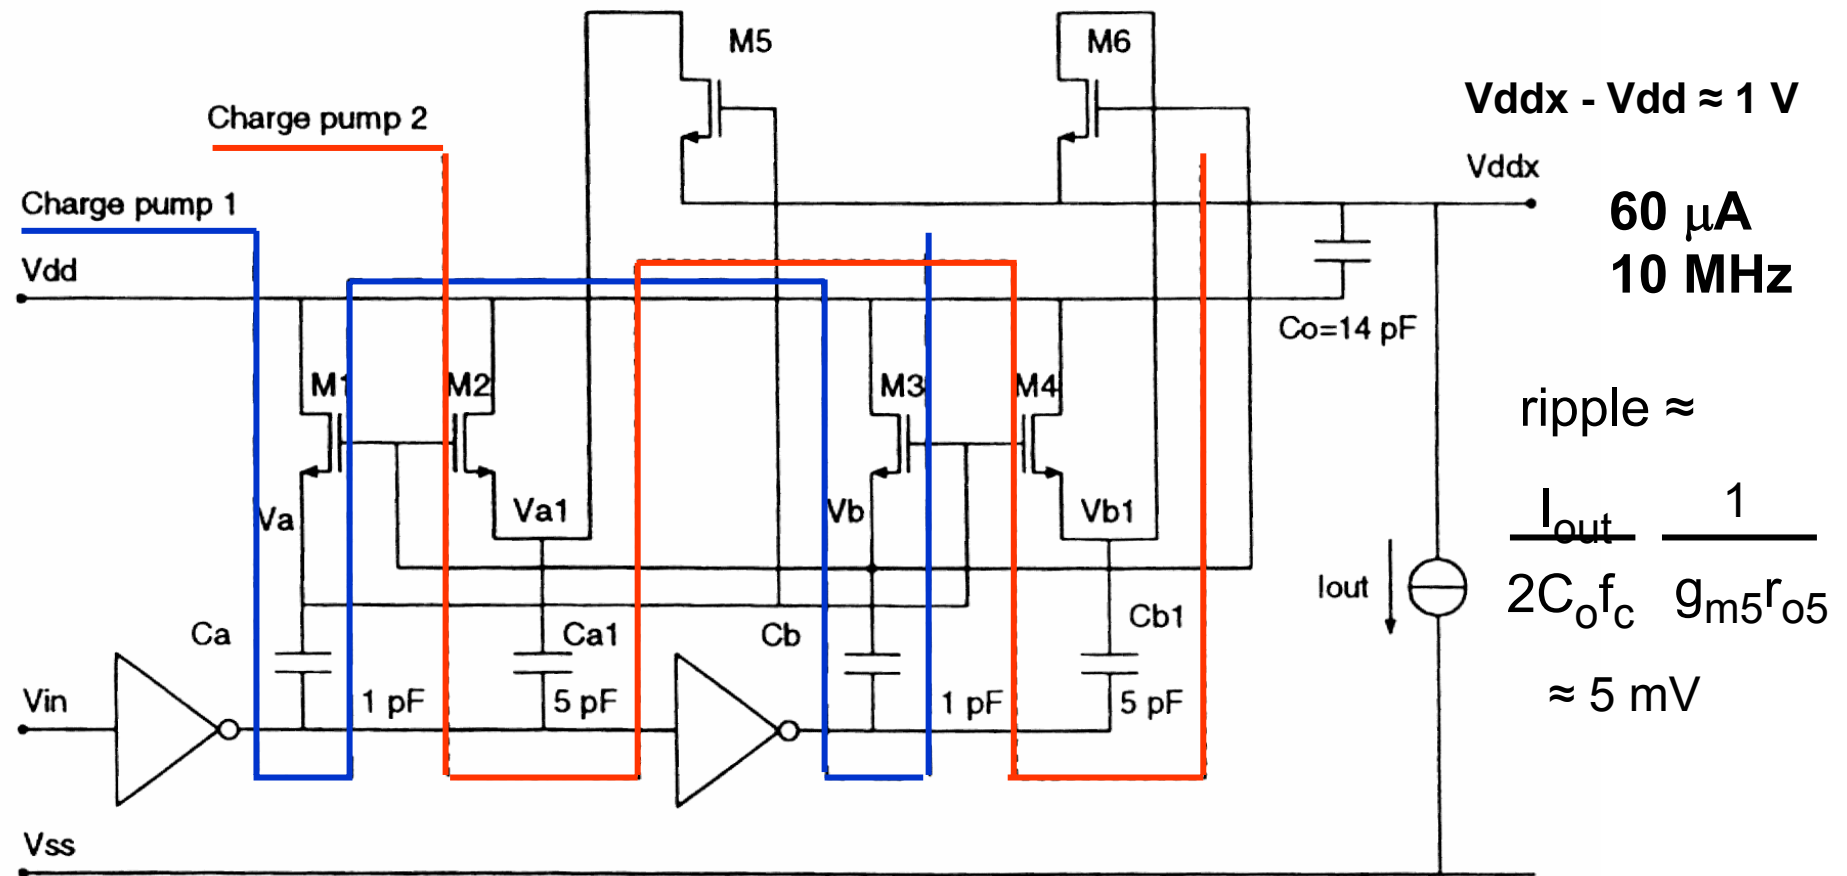 M5
M6
Vddx - Vdd ≈ 1 V
Charge pump 2
Vddx
Charge pump 1
60 μA
Vdd
10 MHz
Co=14 pF
M1
M2
M3
M4
ripple ≈
Va
Va1
Vb
Vb1
Iout 1
Iout
2Cofc gm5ro5
Ca
Ca1
Cb
Cb1
Vin
1 pF
5 pF
1 pF
5 pF
≈ 5 mV
Vss